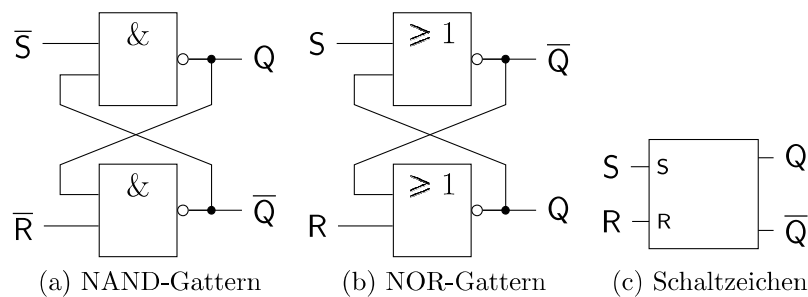 S̅ & Q
& Q̅
R̅
(a) NAND-Gattern
S ⩾ 1 Q̅
⩾ 1 Q
R
(b) NOR-Gattern
S S Q
R R Q̅
(c) Schaltzeichen